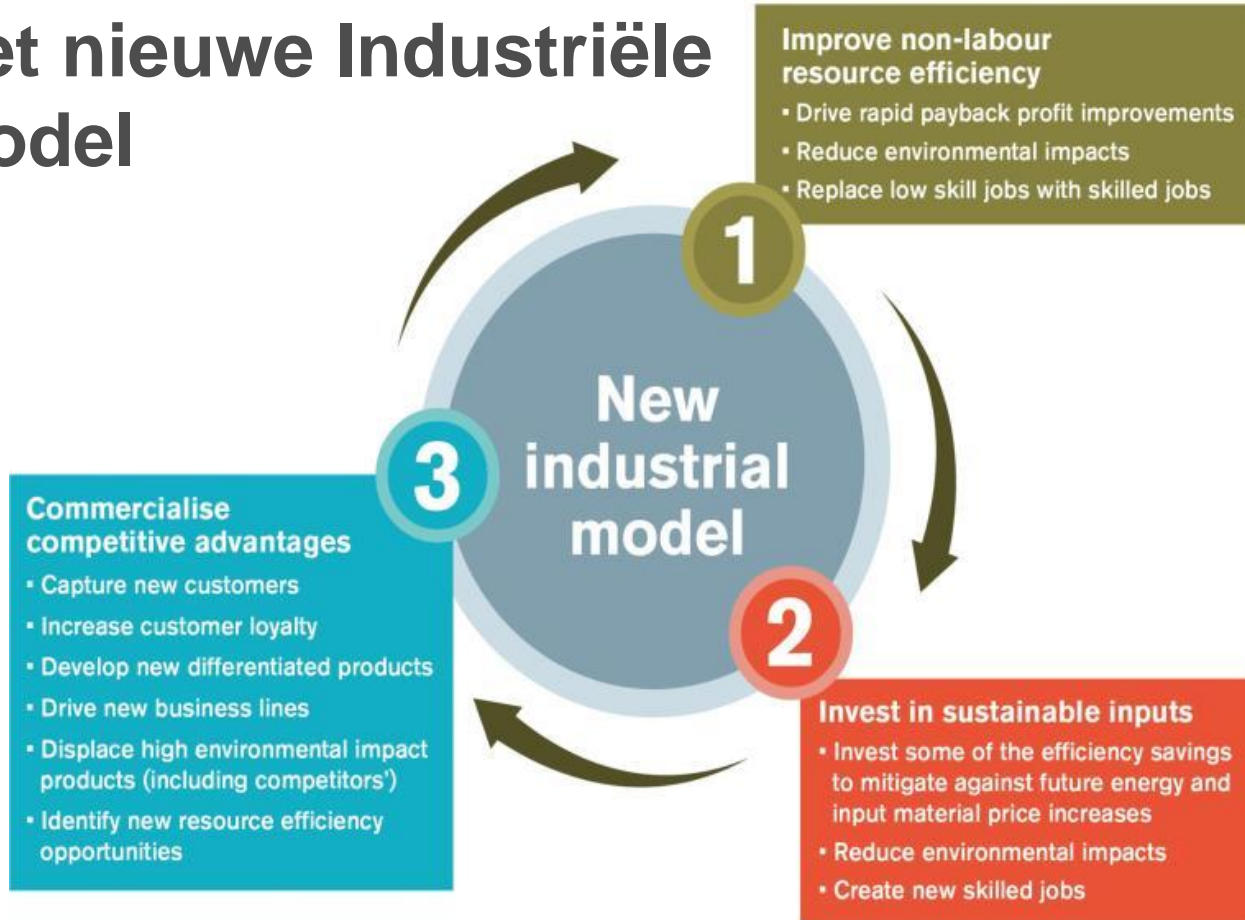 et nieuwe Industriële
odel
Improve non-labour
resource efficiency
▪ Drive rapid payback profit improvements
▪ Reduce environmental impacts
▪ Replace low skill jobs with skilled jobs
1
New
industrial
model
3
Commercialise
competitive advantages
▪ Capture new customers
▪ Increase customer loyalty
▪ Develop new differentiated products
▪ Drive new business lines
▪ Displace high environmental impact
products (including competitors')
▪ Identify new resource efficiency
opportunities
2
Invest in sustainable inputs
▪ Invest some of the efficiency savings
to mitigate against future energy and
input material price increases
▪ Reduce environmental impacts
▪ Create new skilled jobs